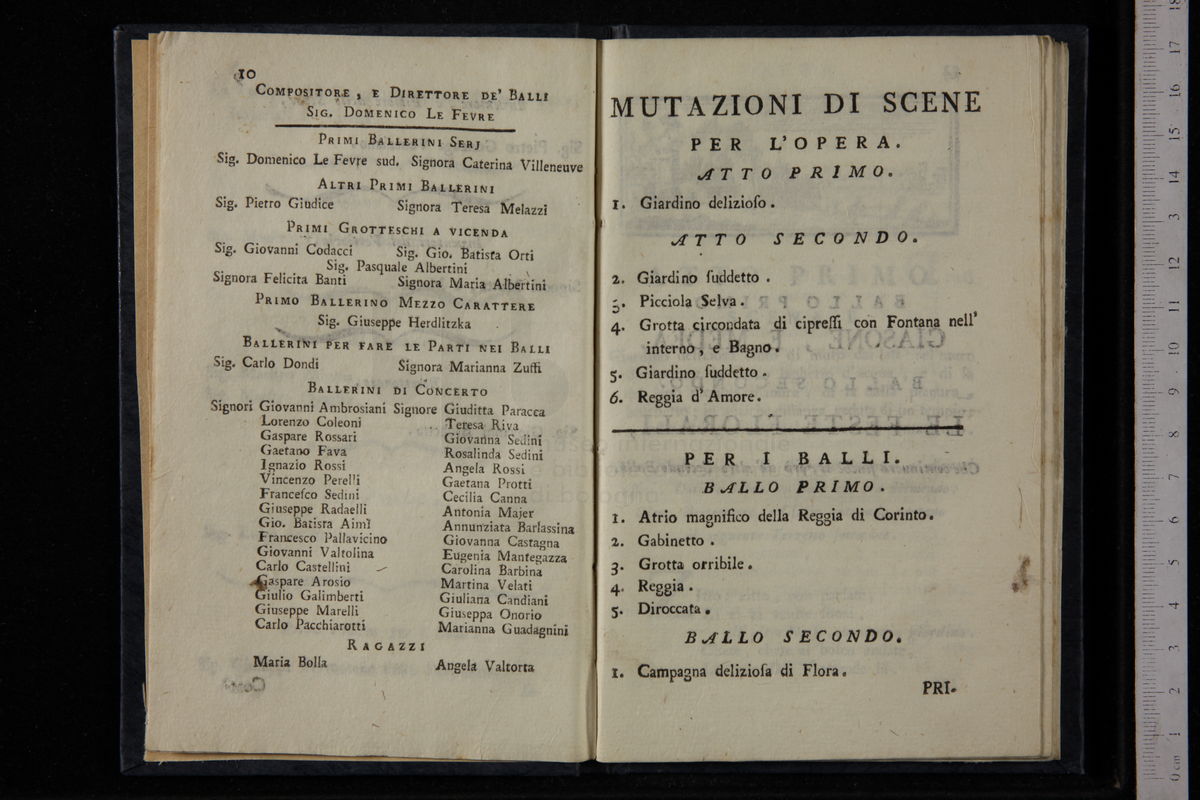 10
COMPOSITORE, E DIRETTORE DE' BALLI
SIG. DOMENICO LE FEVRE
PRIMI BALLERINI SERJ
Sig. Domenico Le Fevre sud. Signora Caterina Villeneuve
ALTRI PRIMI BALLERINI
Sig. Pietro Giudice Signora Teresa Melazzi
PRIMI GROTTESCHI A VICENDA
Sig. Giovanni Codacci Sig. Gio. Batista Orti
Sig. Pasquale Albertini
Signora Felicita Banti Signora Maria Albertini
PRIMO BALLERINO MEZZO CARATTERE
Sig. Giuseppe Herdlitzka
BALLERINI PER FARE LE PARTI NEI BALLI
Sig. Carlo Dondi Signora Marianna Zuffi
BALLERINI DI CONCERTO
Signori Giovanni Ambrosiani Signore Giuditta Paracca
Lorenzo Coleoni Teresa Riva
Gaspare Rossari Giovanna Sedini
Gaetano Fava Rosalinda Sedini
Ignazio Rossi Angela Rossi
Vincenzo Perelli Gaetana Protti
Francesco Sedini Cecilia Canna
Giuseppe Radaelli Antonia Majer
Gio. Batista Aimì Annunziata Barlassina
Francesco Pallavicino Giovanna Castagna
Giovanni Valtolina Eugenia Mantegazza
Carlo Castellini Carolina Barbina
Gaspare Arosio Martina Velati
Giulio Galimberti Giuliana Candiani
Giuseppe Marelli Giuseppa Onorio
Carlo Pacchiarotti Marianna Guadagnini
RAGAZZI
Maria Bolla Angela Valtorta
MUTAZIONI DI SCENE
PER L'OPERA.
ATTO PRIMO.
1. Giardino delizioſo.
ATTO SECONDO.
2. Giardino ſuddetto.
3. Picciola Selva.
4. Grotta circondata di cipreſſi con Fontana nell'
interno, e Bagno.
5. Giardino ſuddetto.
6. Reggia d'Amore.
PER I BALLI.
BALLO PRIMO.
1. Atrio magnifico della Reggia di Corinto.
2. Gabinetto.
3. Grotta orribile.
4. Reggia.
5. Diroccata.
BALLO SECONDO.
1. Campagna delizioſa di Flora.
PRI-